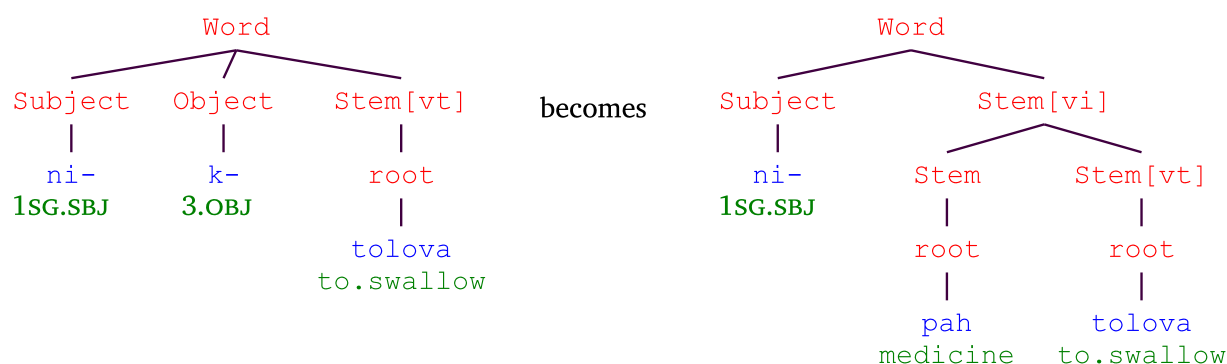 Word Word
Subject Object Stem[vt] becomes Subject Stem[vi]
ni- k- root ni- Stem Stem[vt]
1SG.SBJ 3.OBJ 1SG.SBJ
tolova root root
to.swallow
pah tolova
medicine to.swallow